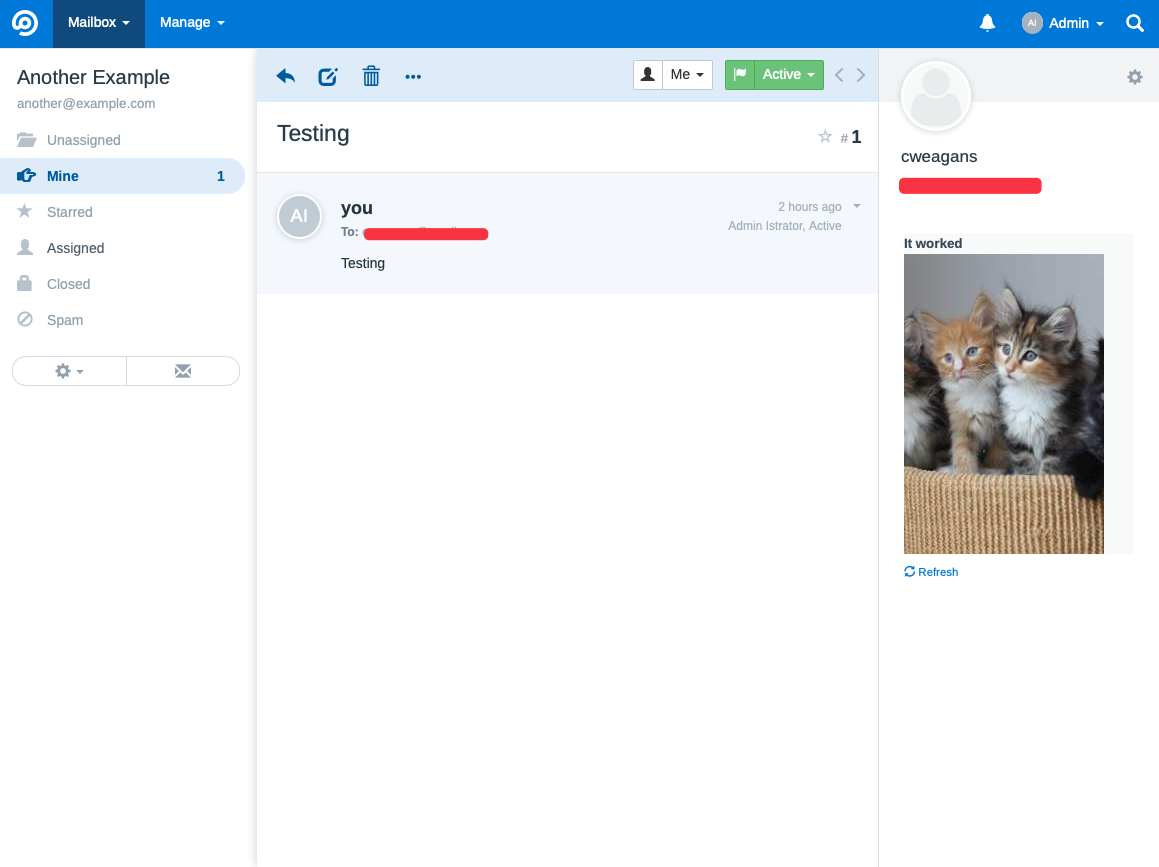 Mailbox
Manage
AI Admin
Another Example
another@example.com
Unassigned
Mine 1
Starred
Assigned
Closed
Spam
Me
Active
Testing
# 1
AI
you
2 hours ago
To:
Admin Istrator, Active
Testing
cweagans
It worked
Refresh